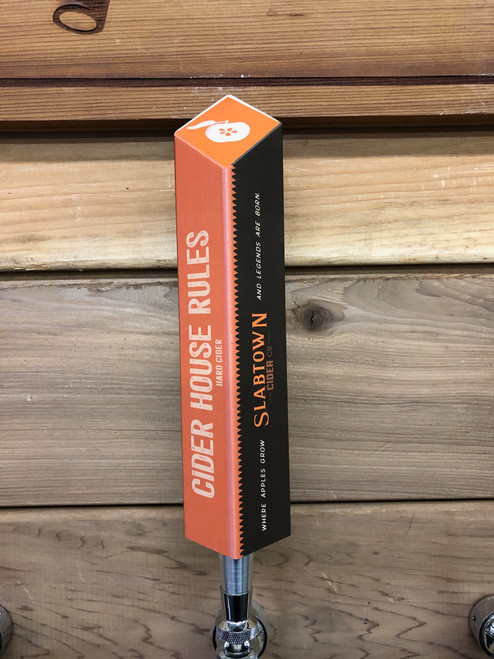 CIDER HOUSE RULES
HARD CIDER
WHERE APPLES GROW
SLABTOWN
CIDER CO
AND LEGENDS ARE BORN.